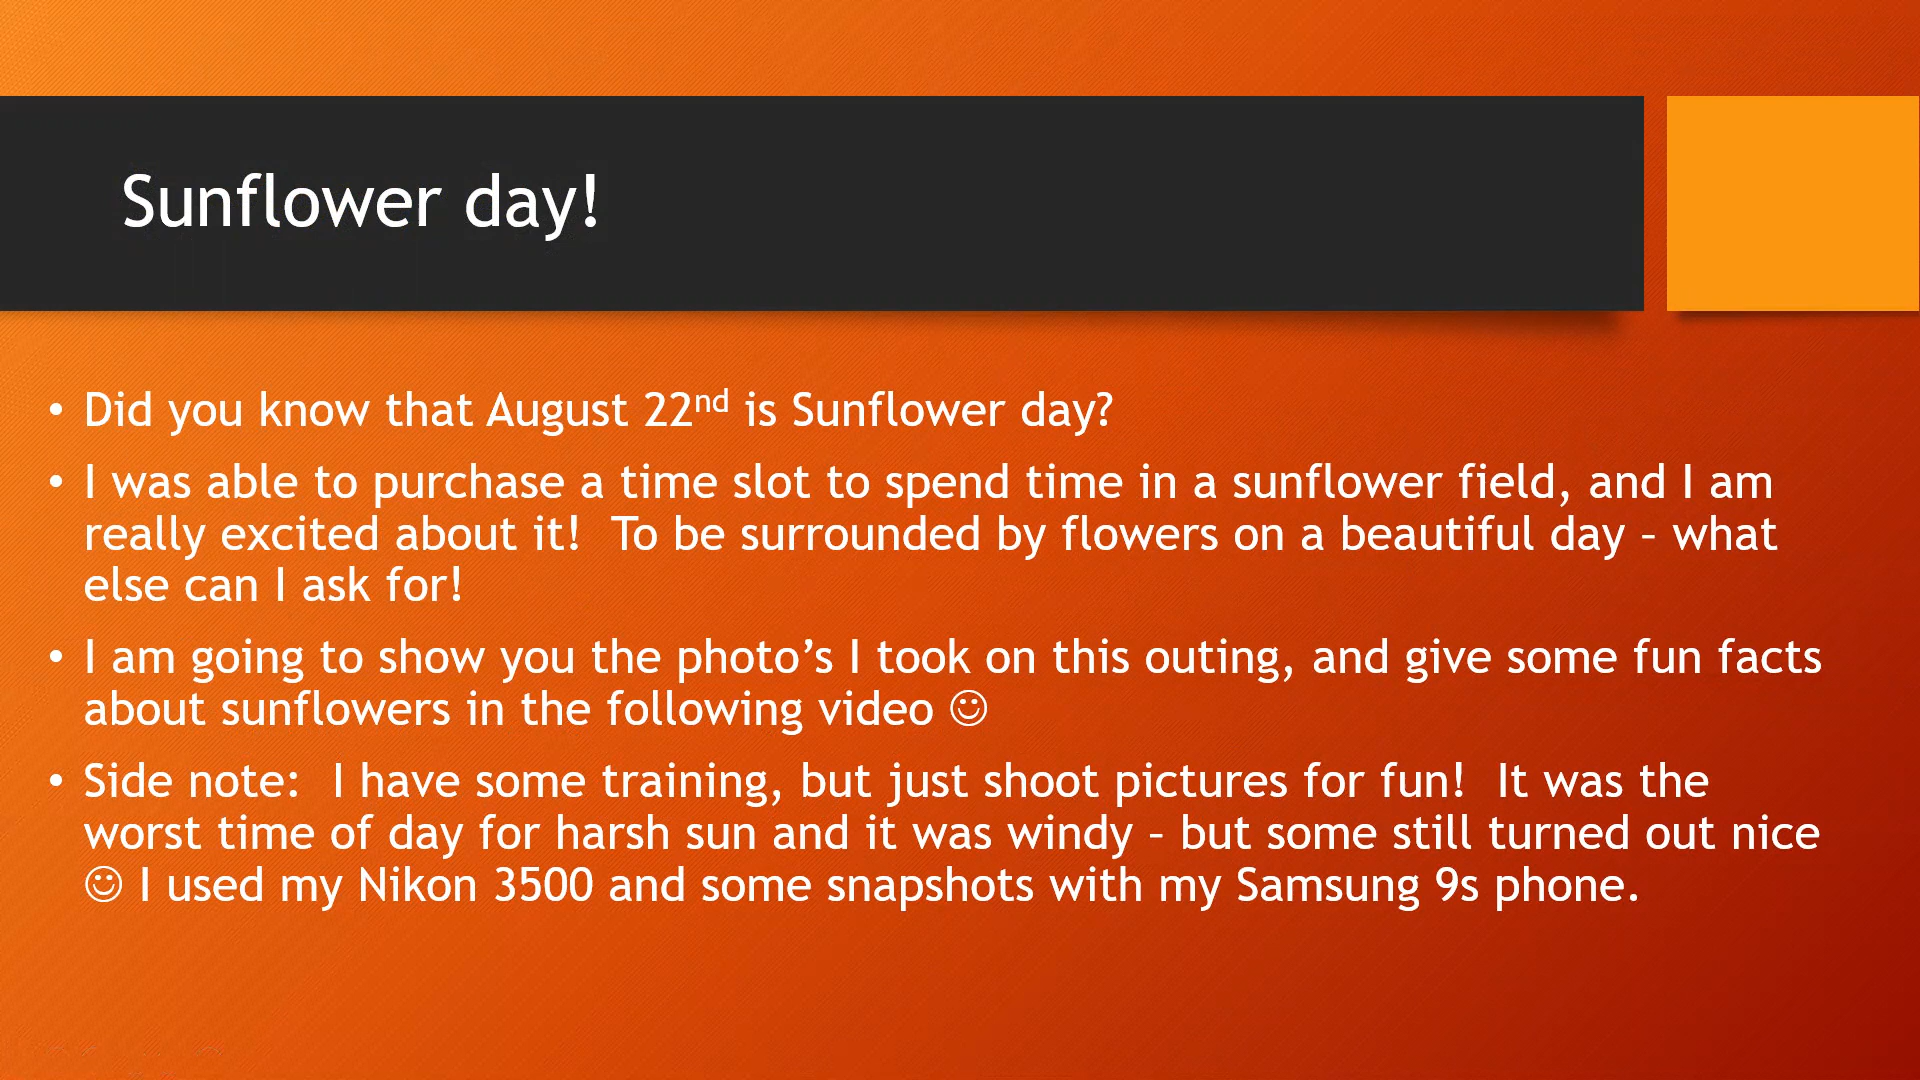 Sunflower day!
• Did you know that August 22nd is Sunflower day?
• I was able to purchase a time slot to spend time in a sunflower field, and I am
really excited about it!  To be surrounded by flowers on a beautiful day – what
else can I ask for!
• I am going to show you the photo’s I took on this outing, and give some fun facts
about sunflowers in the following video ☺
• Side note:  I have some training, but just shoot pictures for fun!  It was the
worst time of day for harsh sun and it was windy – but some still turned out nice
☺ I used my Nikon 3500 and some snapshots with my Samsung 9s phone.